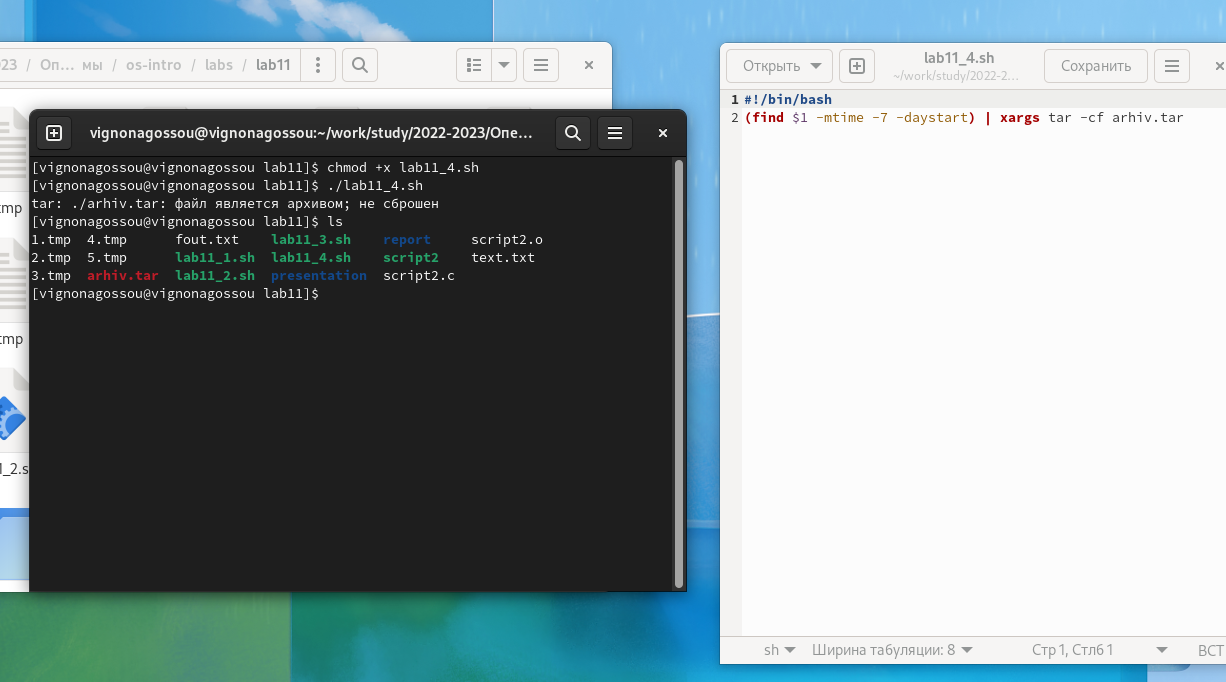 23 / Оп… мы / os-intro / labs / lab11
tmp
tmp
1_2.s
vignonagossou@vignonagossou:~/work/study/2022-2023/Опе…
[vignonagossou@vignonagossou lab11]$ chmod +x lab11_4.sh
[vignonagossou@vignonagossou lab11]$ ./lab11_4.sh
tar: ./arhiv.tar: файл является архивом; не сброшен
[vignonagossou@vignonagossou lab11]$ ls
1.tmp 4.tmp fout.txt lab11_3.sh report script2.o
2.tmp 5.tmp lab11_1.sh lab11_4.sh script2 text.txt
3.tmp arhiv.tar lab11_2.sh presentation script2.c
[vignonagossou@vignonagossou lab11]$
Открыть lab11_4.sh Сохранить
~/work/study/2022-2…
1 #!/bin/bash
2 (find $1 -mtime -7 -daystart) | xargs tar -cf arhiv.tar
sh Ширина табуляции: 8 Стр 1, Стлб 1 ВСТ